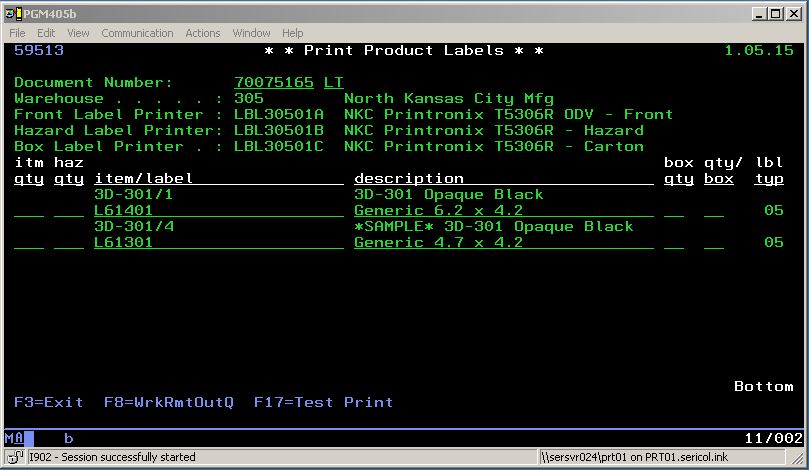 PGM405b
File Edit View Communication Actions Window Help
59513 * * Print Product Labels * * 1.05.15
Document Number: 70075165 LT
Warehouse . . . . . : 305 North Kansas City Mfg
Front Label Printer : LBL30501A NKC Printronix T5306R ODV - Front
Hazard Label Printer: LBL30501B NKC Printronix T5306R - Hazard
Box Label Printer . : LBL30501C NKC Printronix T5306R - Carton
itm haz box qty/ lbl
qty qty item/label description qty box typ
3D-301/1 3D-301 Opaque Black
L61401 Generic 6.2 x 4.2 05
3D-301/4 *SAMPLE* 3D-301 Opaque Black
L61301 Generic 4.7 x 4.2 05
Bottom
F3=Exit F8=WrkRmtOutQ F17=Test Print
MA b 11/002
I902 - Session successfully started \\sersvr024\prt01 on PRT01.sericol.ink